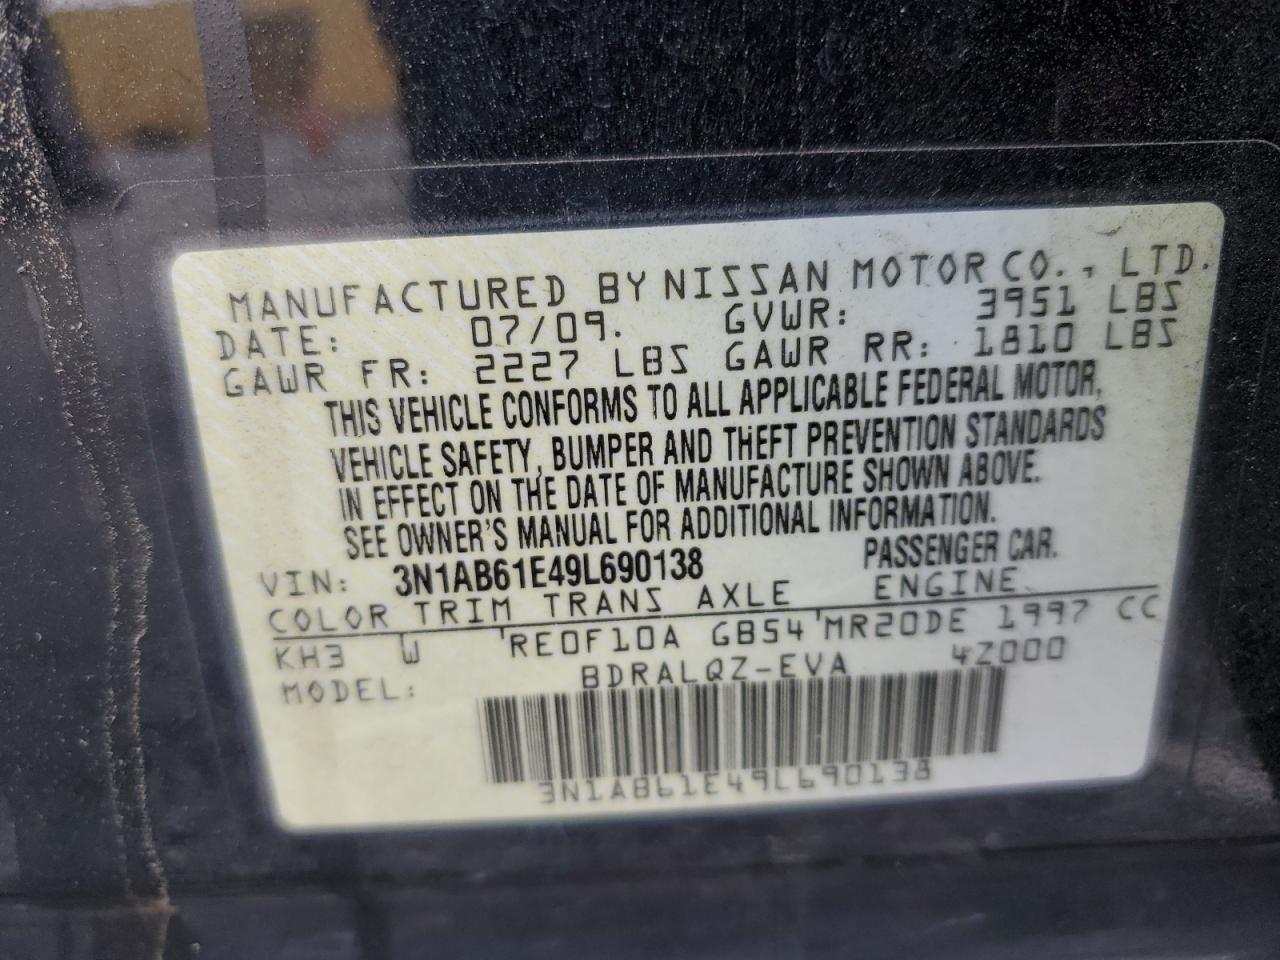 MANUFACTURED BY NISSAN MOTOR CO., LTD.
DATE: 07/09. GVWR: 3951 LBS
GAWR FR: 2227 LBS GAWR RR: 1810 LBS
THIS VEHICLE CONFORMS TO ALL APPLICABLE FEDERAL MOTOR,
VEHICLE SAFETY, BUMPER AND THEFT PREVENTION STANDARDS
IN EFFECT ON THE DATE OF MANUFACTURE SHOWN ABOVE.
SEE OWNER'S MANUAL FOR ADDITIONAL INFORMATION.
VIN: 3N1AB61E49L690138 PASSENGER CAR.
COLOR TRIM TRANS AXLE ENGINE
KH3 W RE0F10A GB54 MR20DE 1997 CC
MODEL: BDRALQZ-EVA 4Z000
3N1AB61E49L690138